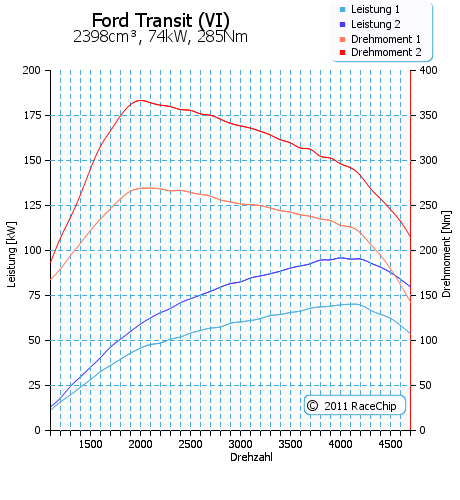 Ford Transit (VI)
2398cm³, 74kW, 285Nm
Leistung 1
Leistung 2
Drehmoment 1
Drehmoment 2
200
175
150
125
100
75
50
25
0
Leistung [kW]
400
350
300
250
200
150
100
50
0
Drehmoment [Nm]
1500 2000 2500 3000 3500 4000 4500
Drehzahl
© 2011 RaceChip